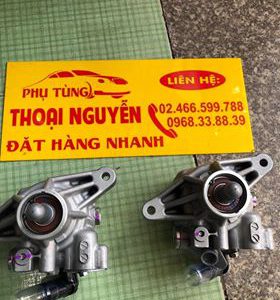 PHỤ TÙNG
LIÊN HỆ:
THOẠI NGUYỄN
02.466.599.788
0968.33.88.39
ĐẶT HÀNG NHANH